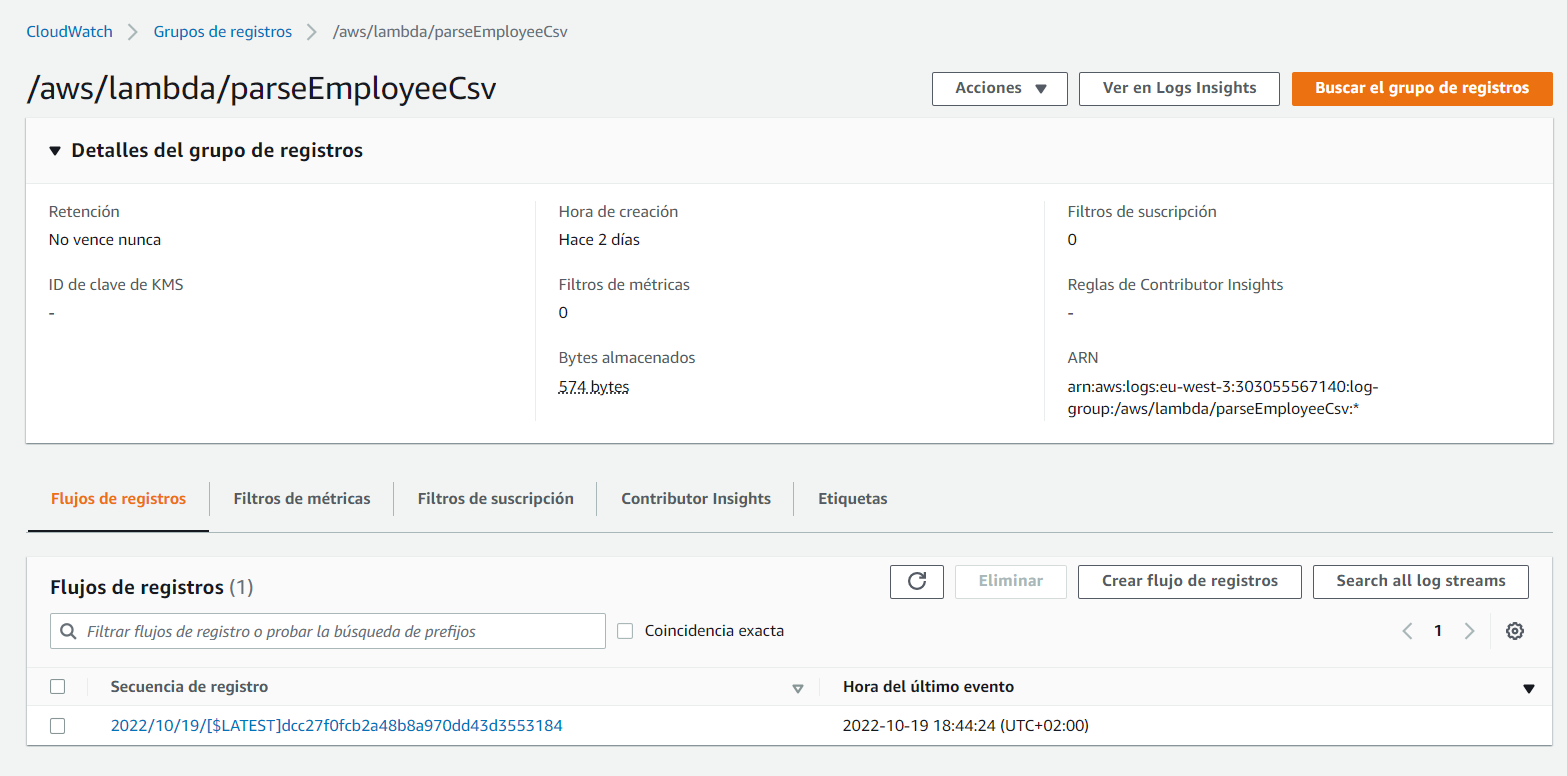 CloudWatch > Grupos de registros > /aws/lambda/parseEmployeeCsv
/aws/lambda/parseEmployeeCsv
Acciones ▼
Ver en Logs Insights
Buscar el grupo de registros
▼ Detalles del grupo de registros
Retención
No vence nunca
ID de clave de KMS
-
Hora de creación
Hace 2 días
Filtros de métricas
0
Bytes almacenados
574 bytes
Filtros de suscripción
0
Reglas de Contributor Insights
-
ARN
arn:aws:logs:eu-west-3:303055567140:log-
group:/aws/lambda/parseEmployeeCsv:*
Flujos de registros
Filtros de métricas
Filtros de suscripción
Contributor Insights
Etiquetas
Flujos de registros (1)
Eliminar
Crear flujo de registros
Search all log streams
Filtrar flujos de registro o probar la búsqueda de prefijos
Coincidencia exacta
1
Secuencia de registro
Hora del último evento
2022/10/19/[$LATEST]dcc27f0fcb2a48b8a970dd43d3553184
2022-10-19 18:44:24 (UTC+02:00)